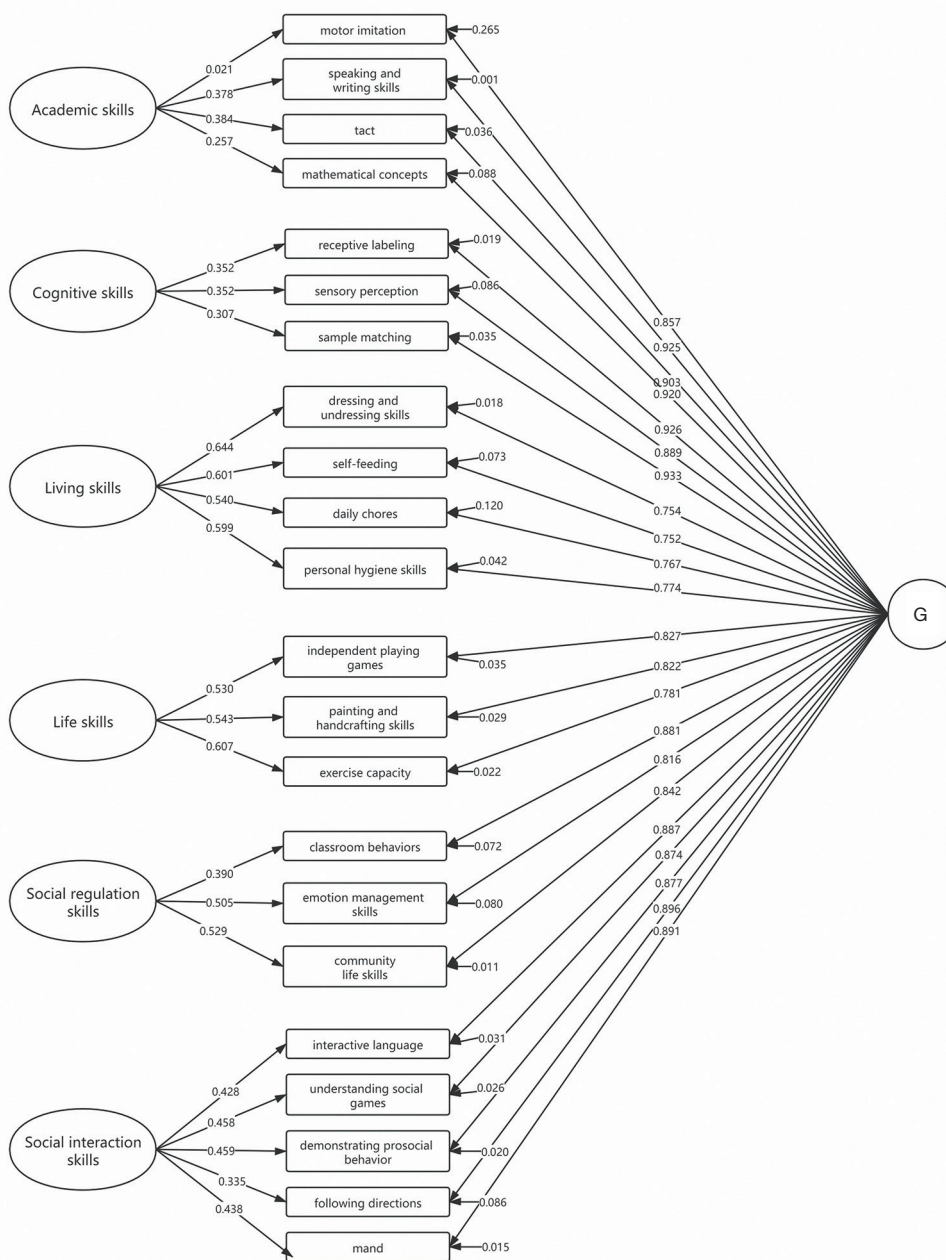 motor imitation
0.265
0.021
speaking and
writing skills
0.001
0.378
Academic skills
0.384
tact
0.036
0.257
mathematical concepts
0.088
receptive labeling
0.019
0.352
Cognitive skills
0.352
sensory perception
0.086
0.307
sample matching
0.035
0.857
0.925
0.903
0.920
0.926
0.889
0.933
dressing and
undressing skills
0.018
0.644
self-feeding
0.073
0.601
Living skills
0.540
daily chores
0.120
0.599
personal hygiene skills
0.042
0.754
0.752
0.767
0.774
G
independent playing
games
0.035
0.530
Life skills
0.543
painting and
handcrafting skills
0.029
0.607
exercise capacity
0.022
0.827
0.822
0.781
0.881
0.816
0.842
classroom behaviors
0.072
0.390
Social regulation
skills
0.505
emotion management
skills
0.080
0.529
community
life skills
0.011
0.887
0.874
0.877
0.896
0.891
interactive language
0.031
0.428
understanding social
games
0.026
0.458
Social interaction
skills
0.459
demonstrating prosocial
behavior
0.020
0.335
following directions
0.086
0.438
mand
0.015